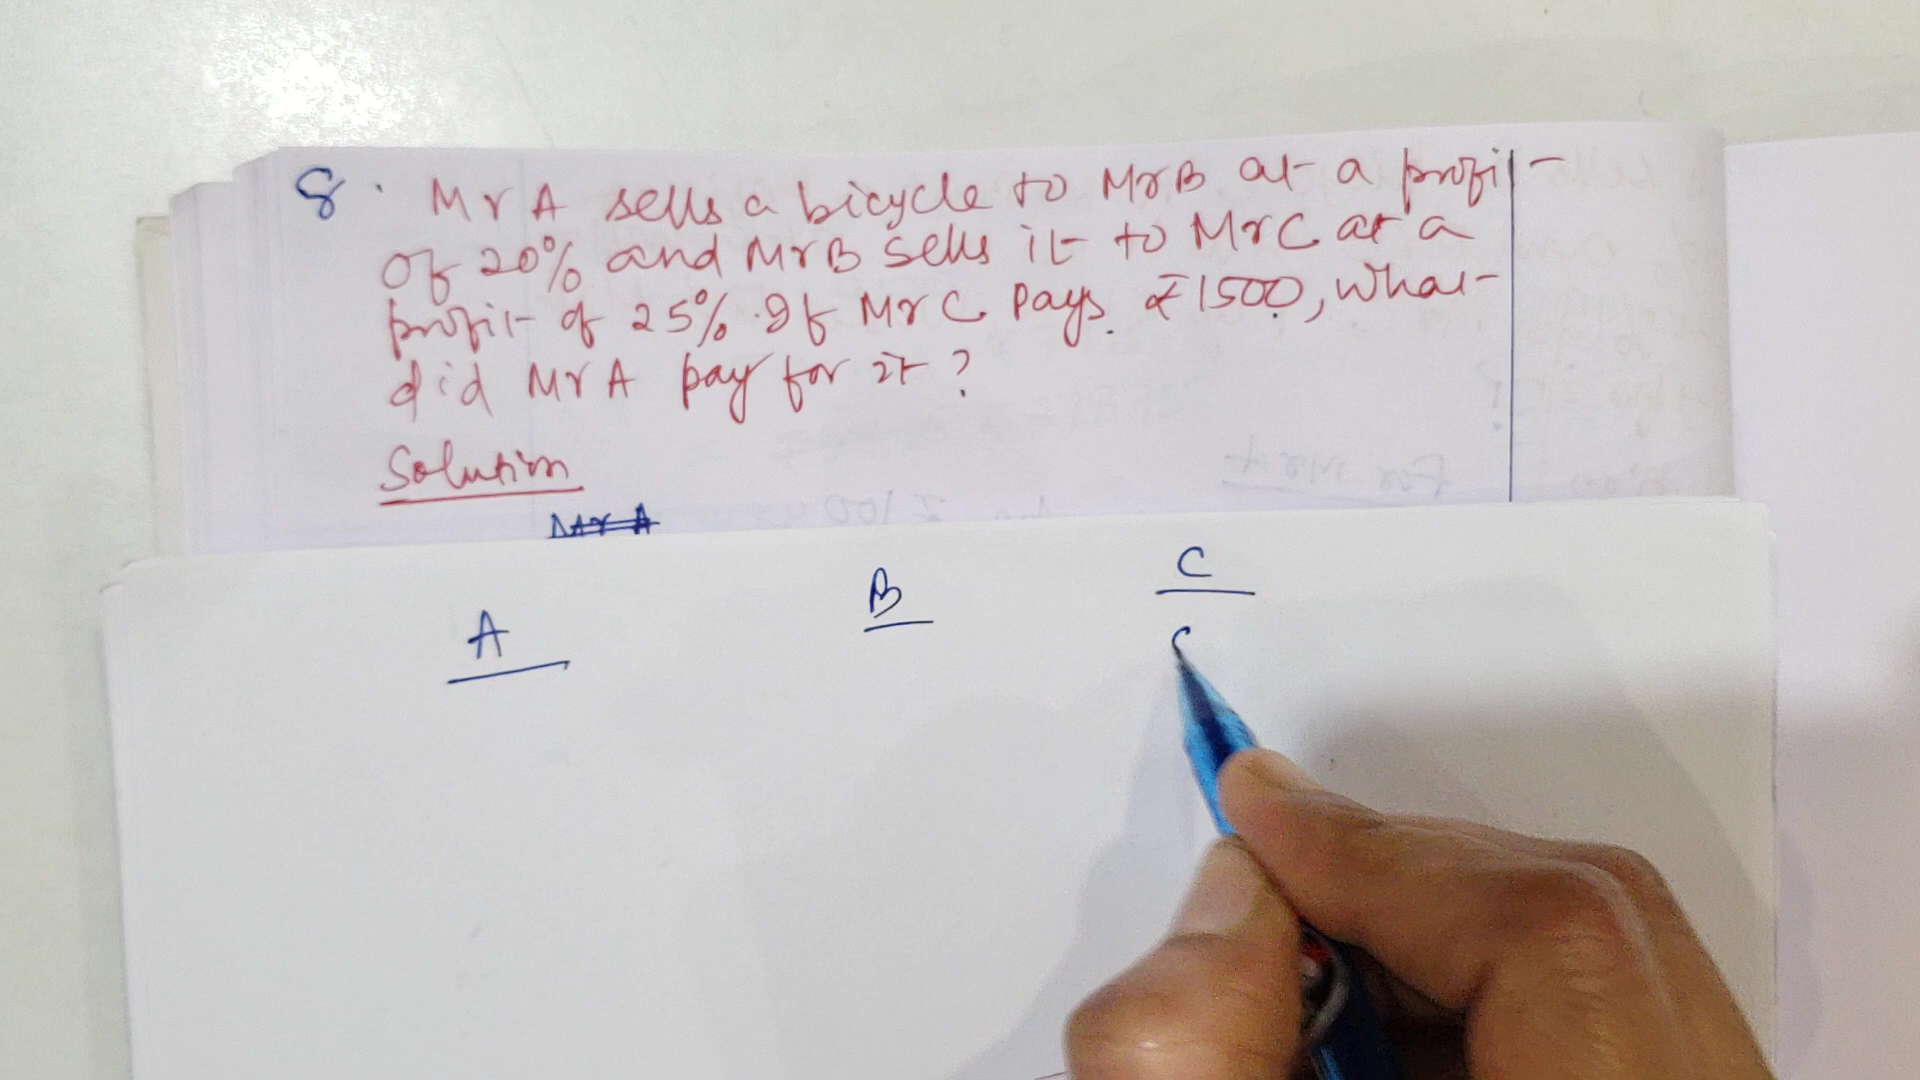 8. Mr A sells a bicycle to Mr B at a profit
of 20% and Mr B sells it to Mr C at a
profit of 25%. If Mr C pays ₹1500, what
did Mr A pay for it?
Solution
Mr A
A B C
C